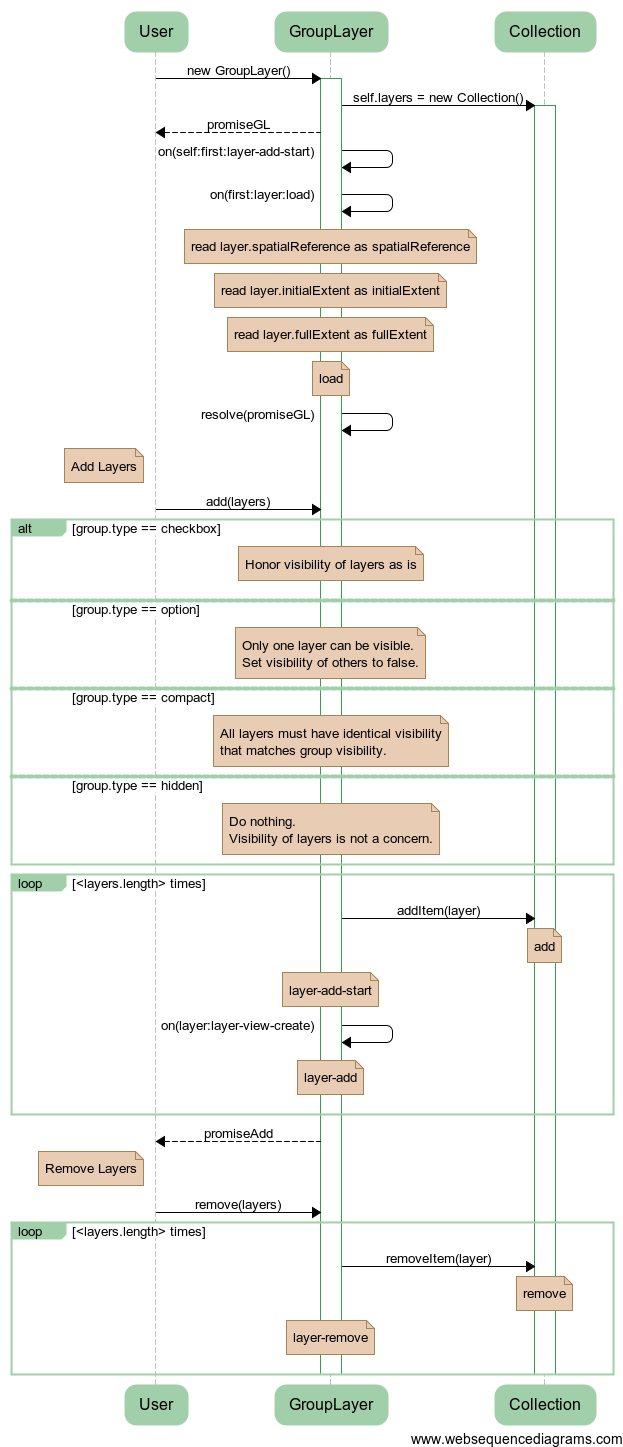 User
GroupLayer
Collection
new GroupLayer()
self.layers = new Collection()
promiseGL
on(self:first:layer-add-start)
on(first:layer:load)
read layer.spatialReference as spatialReference
read layer.initialExtent as initialExtent
read layer.fullExtent as fullExtent
load
resolve(promiseGL)
Add Layers
add(layers)
alt
[group.type == checkbox]
Honor visibility of layers as is
[group.type == option]
Only one layer can be visible.
Set visibility of others to false.
[group.type == compact]
All layers must have identical visibility
that matches group visibility.
[group.type == hidden]
Do nothing.
Visibility of layers is not a concern.
loop
[<layers.length> times]
addItem(layer)
add
layer-add-start
on(layer:layer-view-create)
layer-add
promiseAdd
Remove Layers
remove(layers)
loop
[<layers.length> times]
removeItem(layer)
remove
layer-remove
User
GroupLayer
Collection
www.websequencediagrams.com